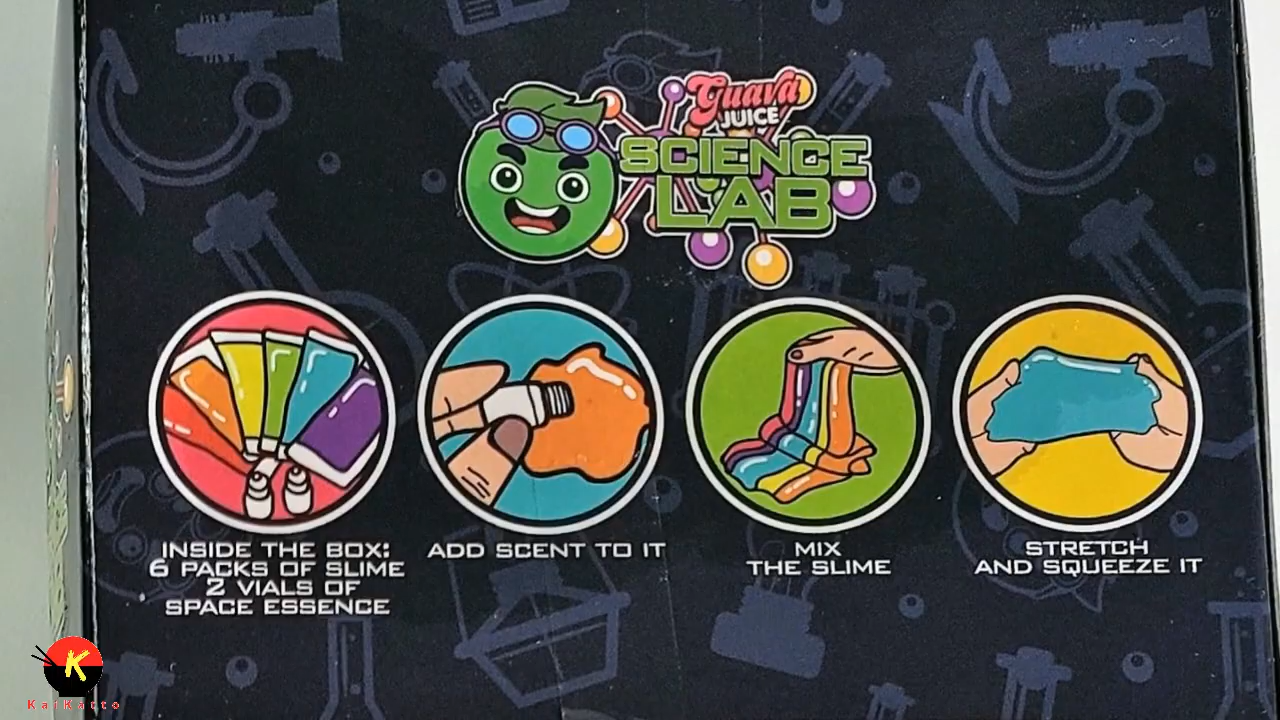 Guava
JUICE
SCIENCE
LAB
INSIDE THE BOX:
6 PACKS OF SLIME
2 VIALS OF
SPACE ESSENCE
ADD SCENT TO IT
MIX
THE SLIME
STRETCH
AND SQUEEZE IT
K
KaiKatto